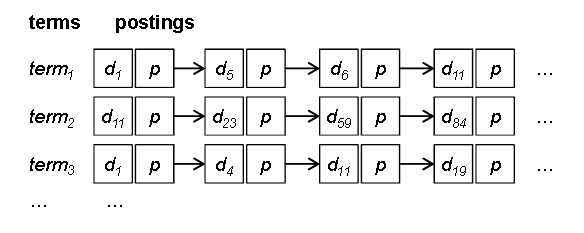 terms postings
term1 d1 p d5 p d6 p d11 p …
term2 d11 p d23 p d59 p d84 p …
term3 d1 p d4 p d11 p d19 p …
… …